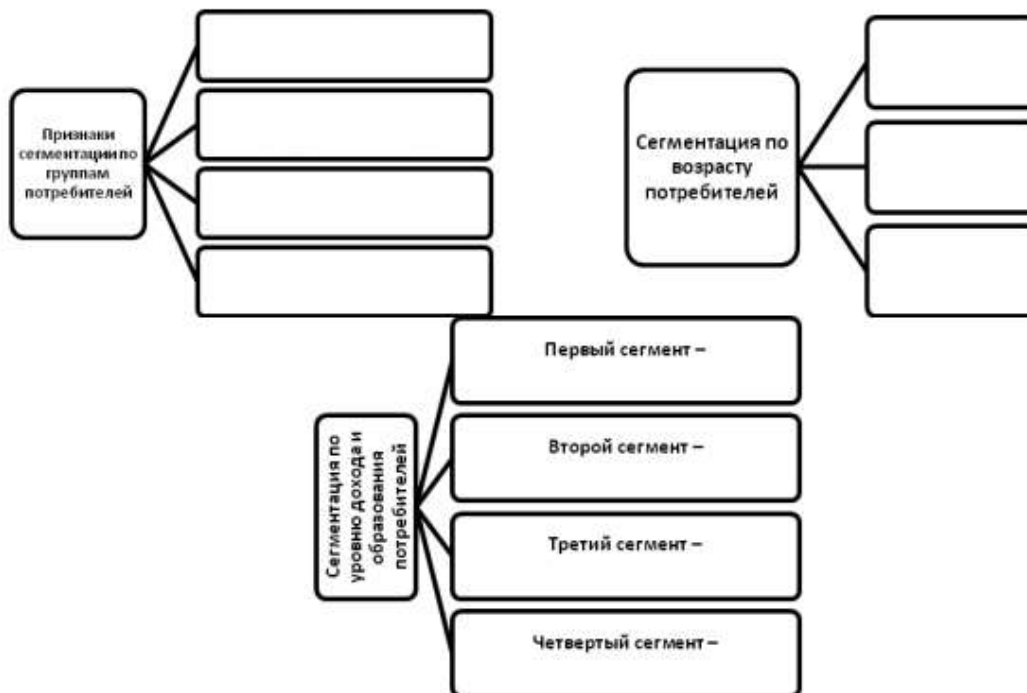 Признаки
сегментации по
группам
потребителей
Сегментация по
возрасту
потребителей
Первый сегмент –
Второй сегмент –
Третий сегмент –
Четвертый сегмент –
Сегментация по
уровню дохода и
образования
потребителей